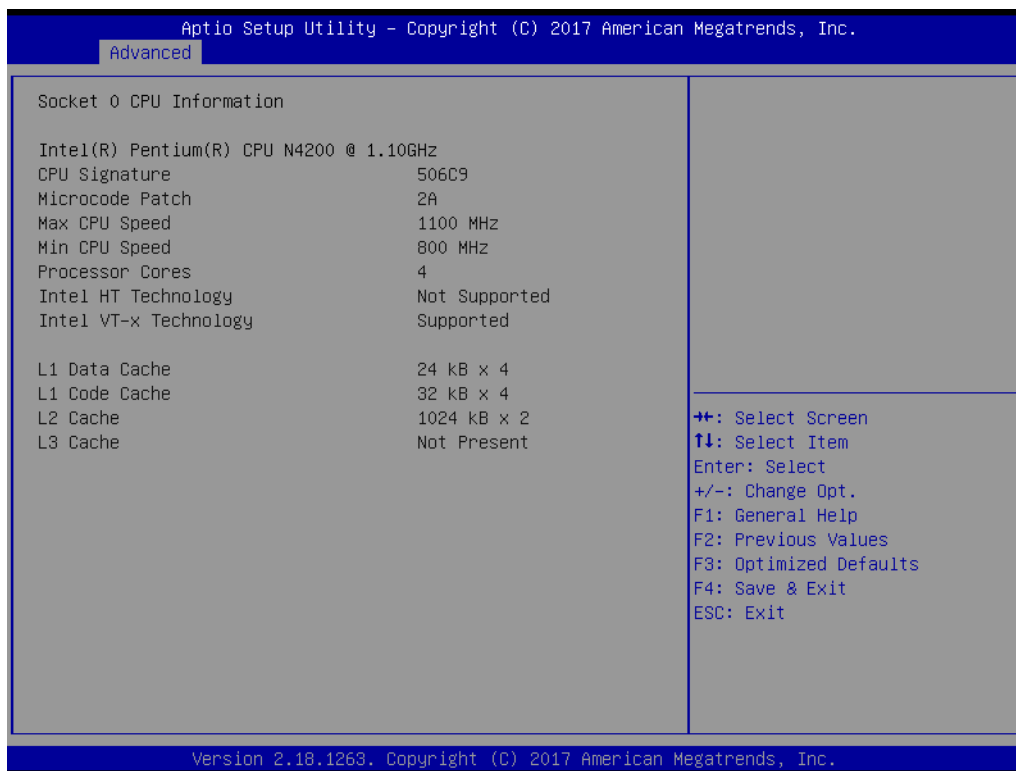 Aptio Setup Utility – Copyright (C) 2017 American Megatrends, Inc.
Advanced
Socket 0 CPU Information
Intel(R) Pentium(R) CPU N4200 @ 1.10GHz
CPU Signature 506C9
Microcode Patch 2A
Max CPU Speed 1100 MHz
Min CPU Speed 800 MHz
Processor Cores 4
Intel HT Technology Not Supported
Intel VT-x Technology Supported
L1 Data Cache 24 kB x 4
L1 Code Cache 32 kB x 4
L2 Cache 1024 kB x 2
L3 Cache Not Present
→←: Select Screen
↑↓: Select Item
Enter: Select
+/-: Change Opt.
F1: General Help
F2: Previous Values
F3: Optimized Defaults
F4: Save & Exit
ESC: Exit
Version 2.18.1263. Copyright (C) 2017 American Megatrends, Inc.